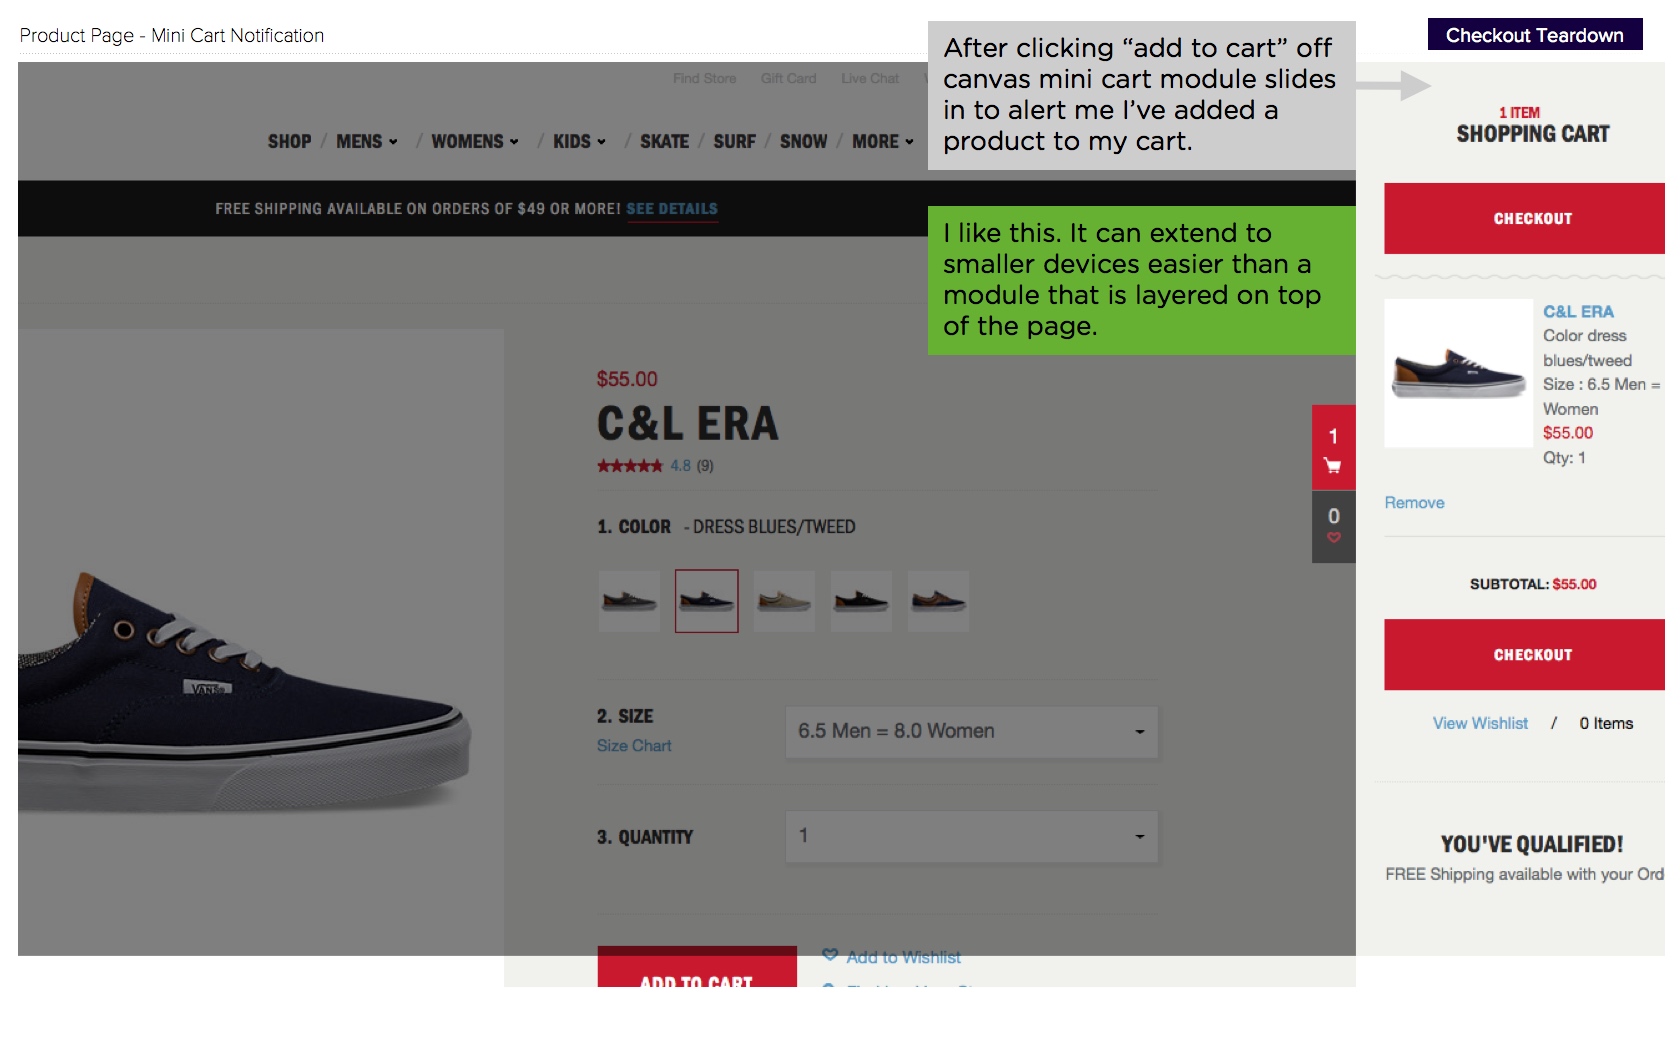 Product Page - Mini Cart Notification
Checkout Teardown
After clicking “add to cart” off
canvas mini cart module slides
in to alert me I’ve added a
product to my cart.
Find Store Gift Card Live Chat
SHOP / MENS / WOMENS / KIDS / SKATE / SURF / SNOW / MORE
FREE SHIPPING AVAILABLE ON ORDERS OF $49 OR MORE! SEE DETAILS
I like this. It can extend to
smaller devices easier than a
module that is layered on top
of the page.
$55.00
C&L ERA
4.8 (9)
1. COLOR - DRESS BLUES/TWEED
VANS
2. SIZE
Size Chart
6.5 Men = 8.0 Women
3. QUANTITY
1
ADD TO CART
Add to Wishlist
1
0
1 ITEM
SHOPPING CART
CHECKOUT
C&L ERA
Color dress
blues/tweed
Size : 6.5 Men =
Women
$55.00
Qty: 1
Remove
SUBTOTAL: $55.00
CHECKOUT
View Wishlist / 0 Items
YOU'VE QUALIFIED!
FREE Shipping available with your Ord